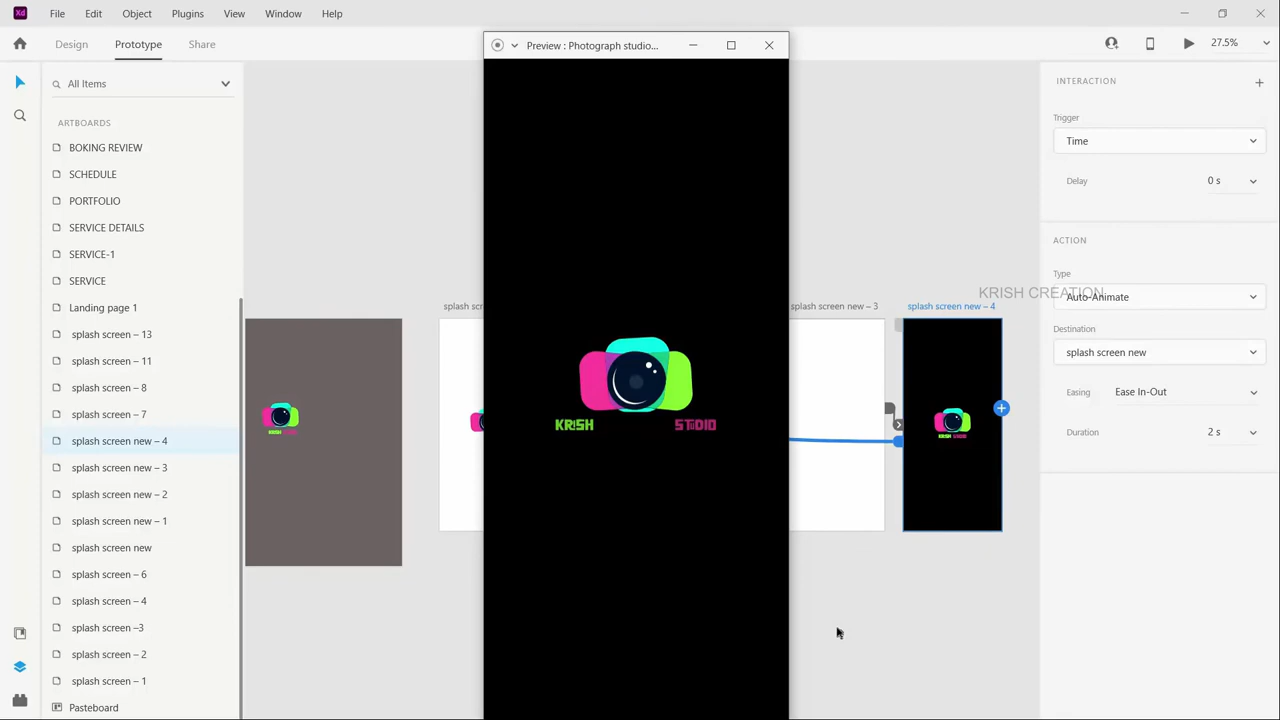 Xd File Edit Object Plugins View Window Help
Design Prototype Share
Preview : Photograph studio...
27.5%
All Items
ARTBOARDS
BOKING REVIEW
SCHEDULE
PORTFOLIO
SERVICE DETAILS
SERVICE-1
SERVICE
Landing page 1
splash screen – 13
splash screen – 11
splash screen – 8
splash screen – 7
splash screen new – 4
splash screen new – 3
splash screen new – 2
splash screen new – 1
splash screen new
splash screen – 6
splash screen – 4
splash screen –3
splash screen – 2
splash screen – 1
Pasteboard
KRISH
splash scr
KRISH STUDIO
splash screen new – 3
splash screen new – 4
KRISH
INTERACTION
Trigger
Time
Delay 0 s
ACTION
Type
KRISH CREATION
Auto-Animate
Destination
splash screen new
Easing Ease In-Out
Duration 2 s